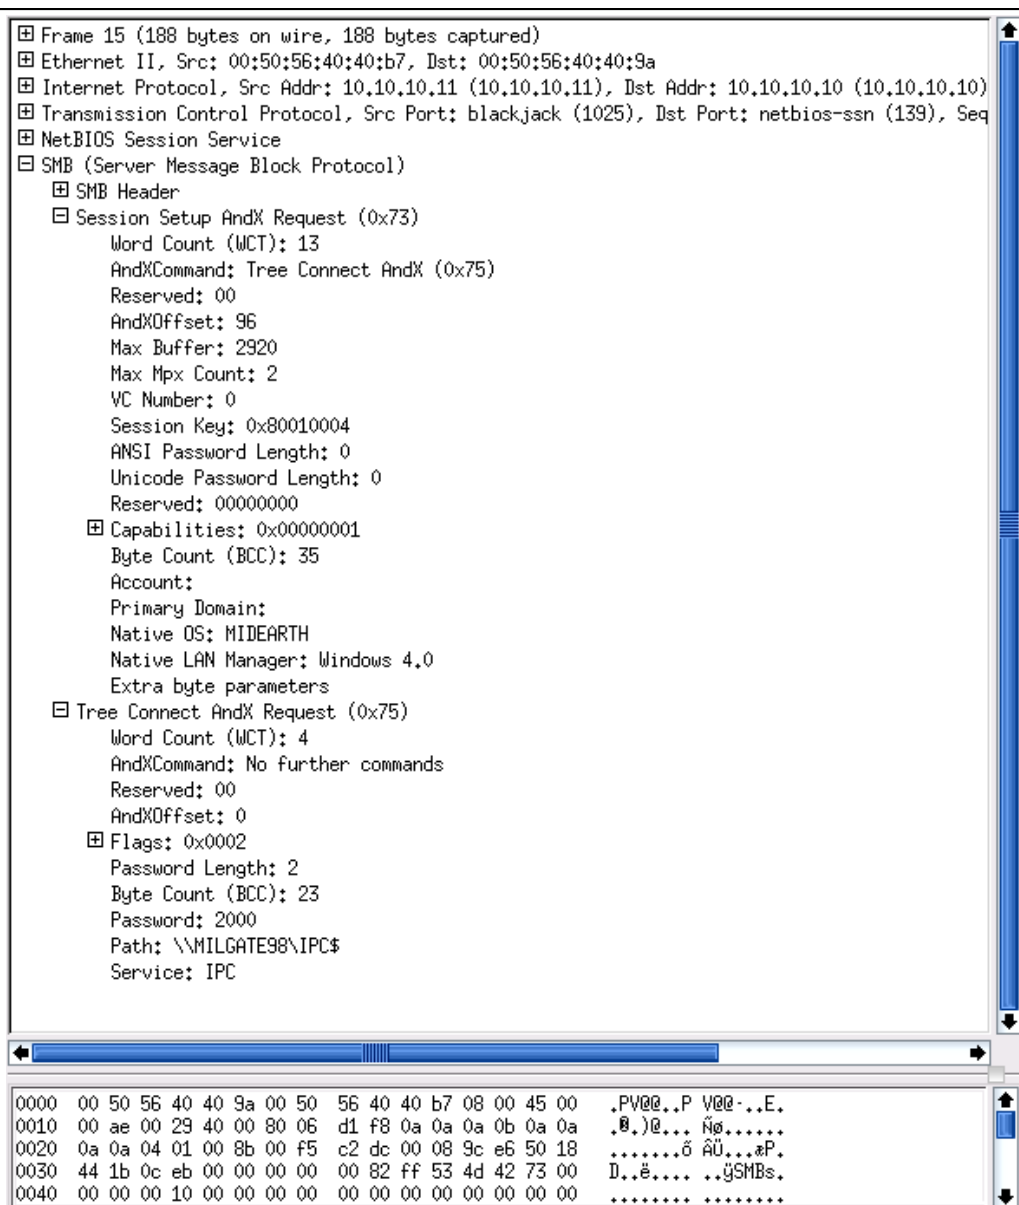 Frame 15 (188 bytes on wire, 188 bytes captured)
Ethernet II, Src: 00:50:56:40:40:b7, Dst: 00:50:56:40:40:9a
Internet Protocol, Src Addr: 10.10.10.11 (10.10.10.11), Dst Addr: 10.10.10.10 (10.10.10.10)
Transmission Control Protocol, Src Port: blackjack (1025), Dst Port: netbios-ssn (139), Seq
NetBIOS Session Service
SMB (Server Message Block Protocol)
SMB Header
Session Setup AndX Request (0x73)
Word Count (WCT): 13
AndXCommand: Tree Connect AndX (0x75)
Reserved: 00
AndXOffset: 96
Max Buffer: 2920
Max Mpx Count: 2
VC Number: 0
Session Key: 0x80010004
ANSI Password Length: 0
Unicode Password Length: 0
Reserved: 00000000
Capabilities: 0x00000001
Byte Count (BCC): 35
Account:
Primary Domain:
Native OS: MIDEARTH
Native LAN Manager: Windows 4.0
Extra byte parameters
Tree Connect AndX Request (0x75)
Word Count (WCT): 4
AndXCommand: No further commands
Reserved: 00
AndXOffset: 0
Flags: 0x0002
Password Length: 2
Byte Count (BCC): 23
Password: 2000
Path: \\MILGATE98\IPC$
Service: IPC
0000 00 50 56 40 40 9a 00 50 56 40 40 b7 08 00 45 00 .PV@@..P V@@·..E.
0010 00 ae 00 29 40 00 80 06 d1 f8 0a 0a 0a 0b 0a 0a .®.)@... Ñø......
0020 0a 0a 04 01 00 8b 00 f5 c2 dc 00 08 9c e6 50 18 .......õ ÂÜ...æP.
0030 44 1b 0c eb 00 00 00 00 00 82 ff 53 4d 42 73 00 D..ë.... ..ÿSMBs.
0040 00 00 00 10 00 00 00 00 00 00 00 00 00 00 00 00 ........ ........